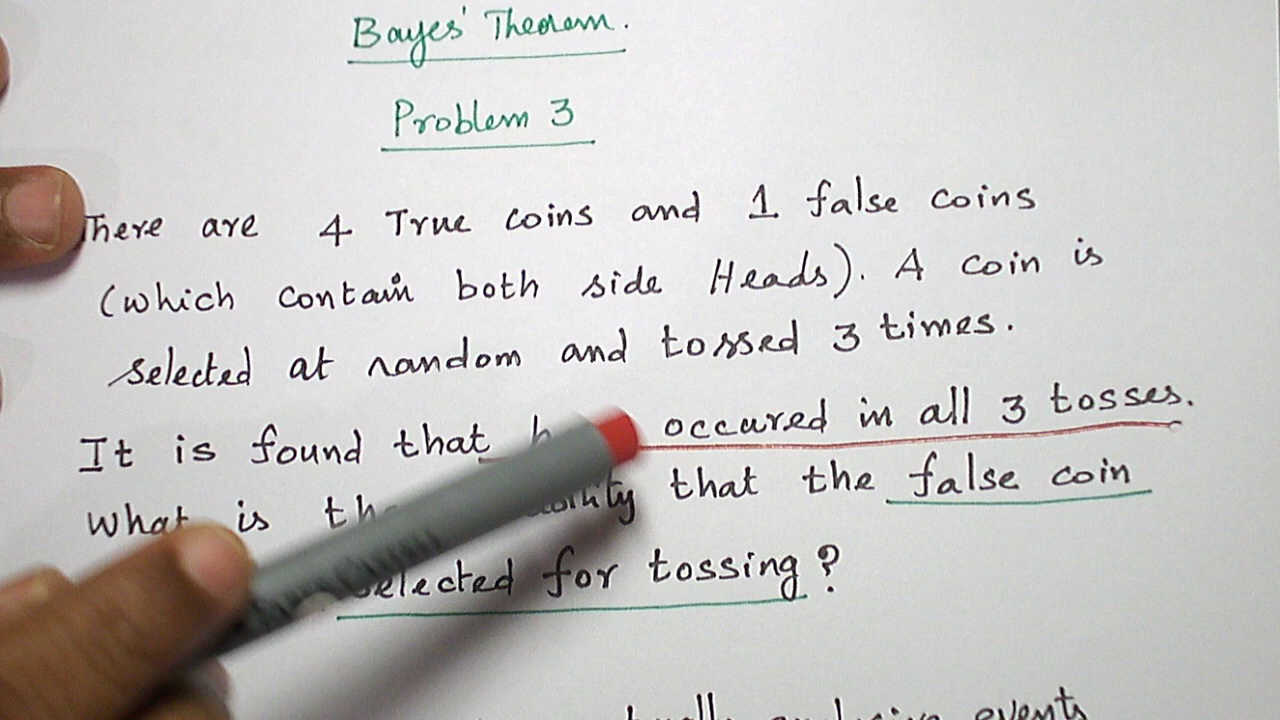 Bayes' Theorem.
Problem 3
There are 4 True coins and 1 false coins
(which contain both side Heads). A coin is
selected at random and tossed 3 times.
It is found that occured in all 3 tosses.
What is that the false coin
selected for tossing?
events